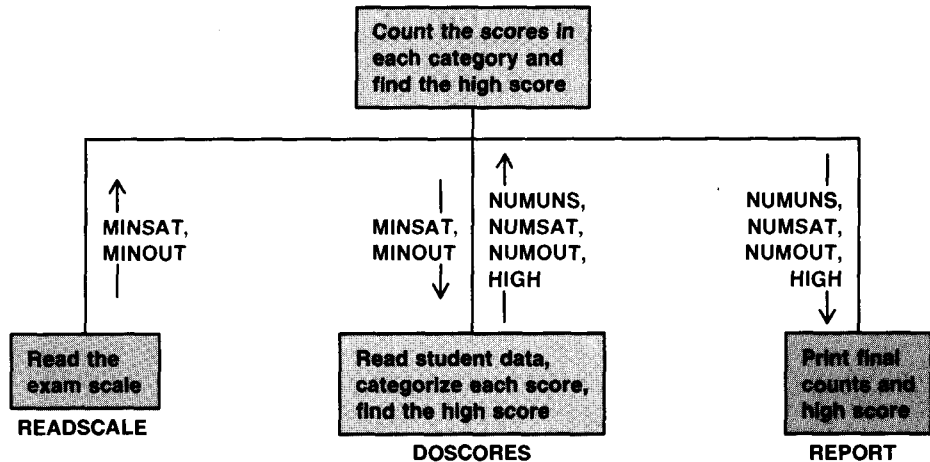 Count the scores in
each category and
find the high score
MINSAT,
MINOUT
MINSAT,
MINOUT
NUMUNS,
NUMSAT,
NUMOUT,
HIGH
NUMUNS,
NUMSAT,
NUMOUT,
HIGH
Read the
exam scale
READSCALE
Read student data,
categorize each score,
find the high score
DOSCORES
Print final
counts and
high score
REPORT